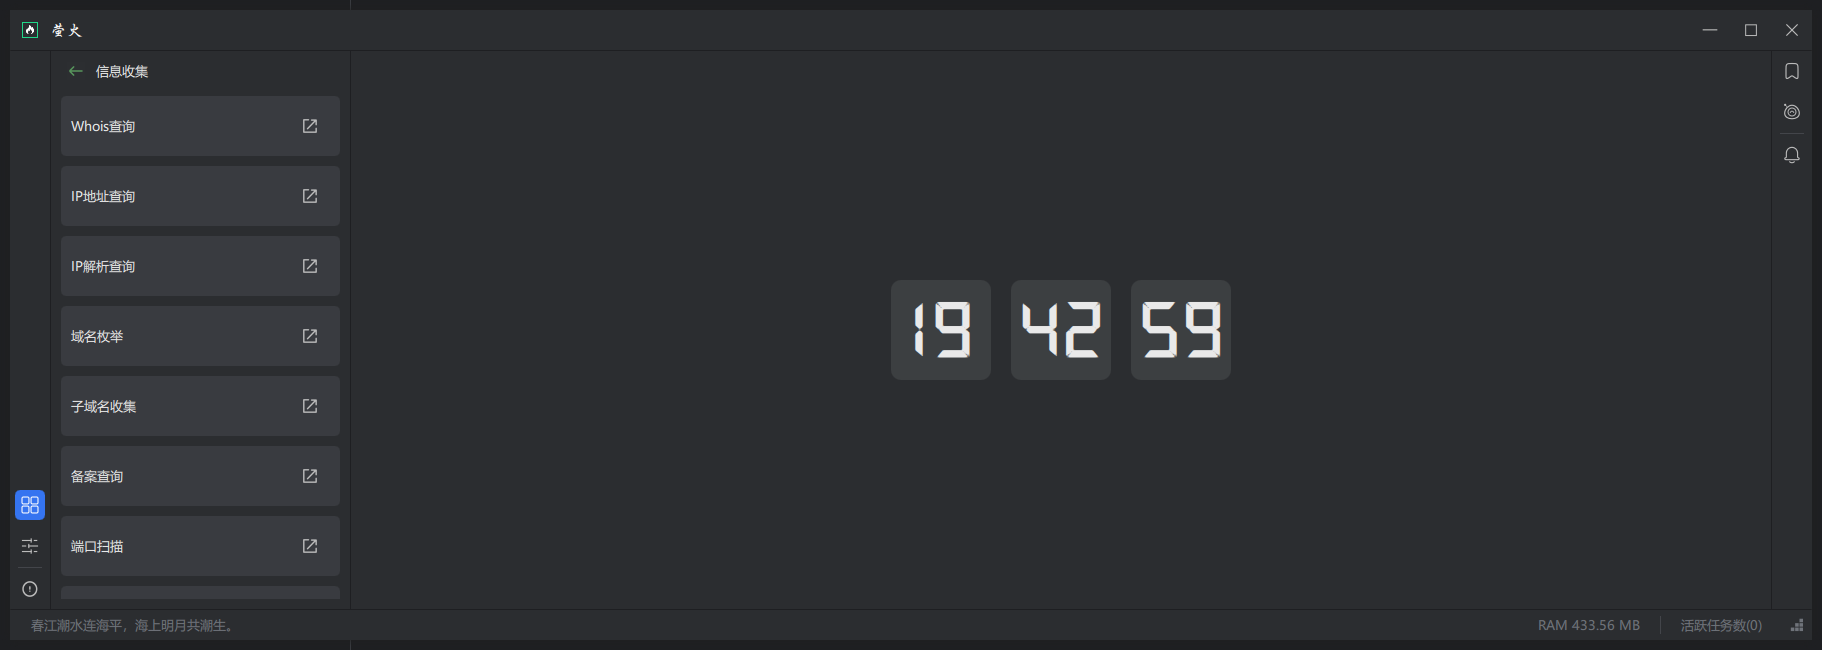 萤火
信息收集
Whois查询
IP地址查询
IP解析查询
域名枚举
子域名收集
备案查询
端口扫描
19 42 59
春江潮水连海平，海上明月共潮生。
RAM 433.56 MB
活跃任务数(0)